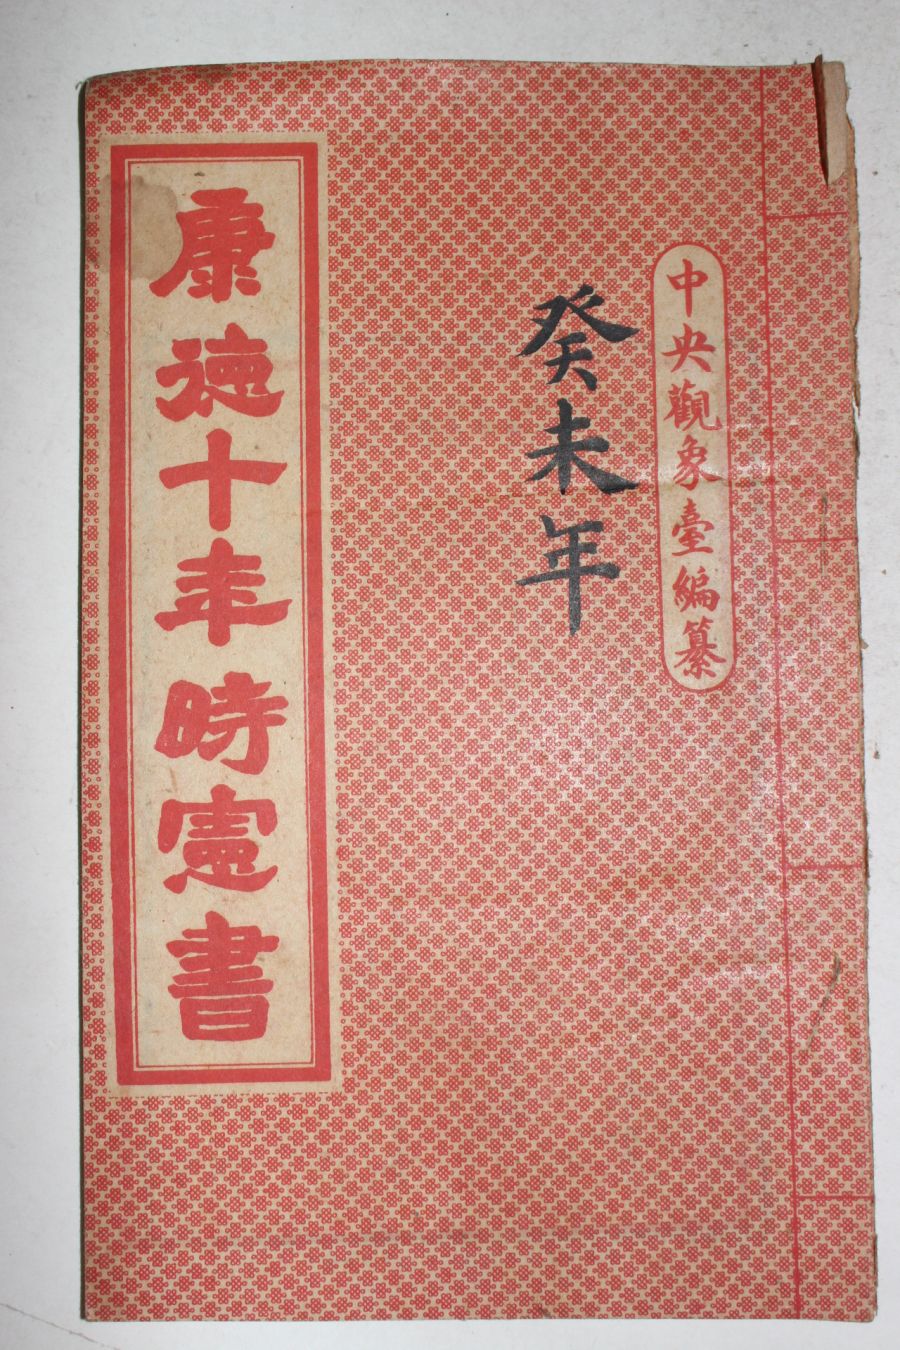 中央觀象臺編纂
癸未年
康德十年時憲書